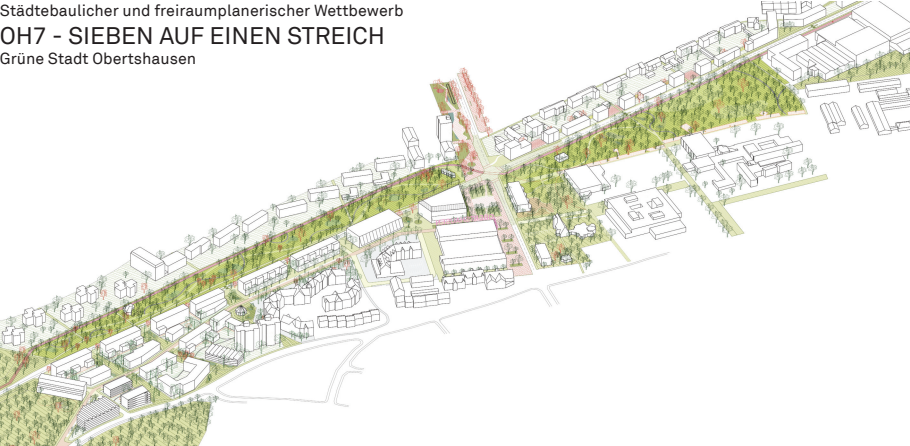 Städtebaulicher und freiraumplanerischer Wettbewerb
OH7 - SIEBEN AUF EINEN STREICH
Grüne Stadt Obertshausen